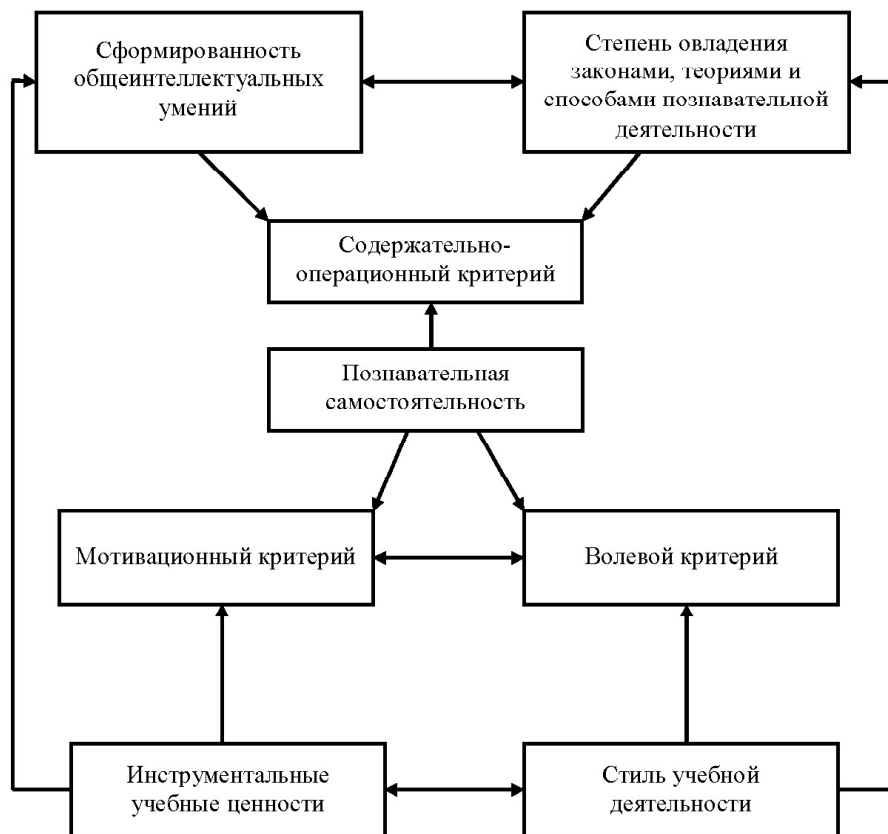 Сформированность
общеинтеллектуальных
умений
Степень овладения
законами, теориями и
способами познавательной
деятельности
Содержательно-
операционный критерий
Познавательная
самостоятельность
Мотивационный критерий
Волевой критерий
Инструментальные
учебные ценности
Стиль учебной
деятельности